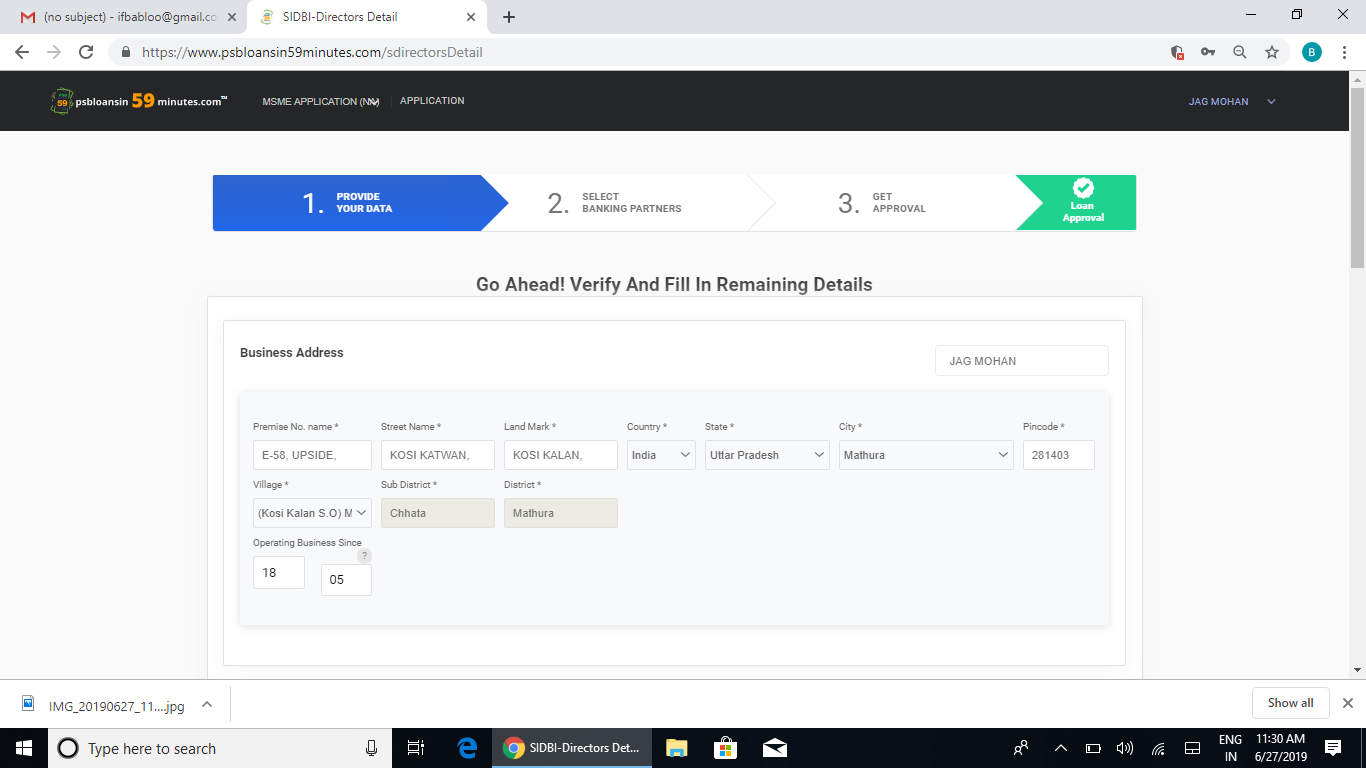 (no subject) - ifbabloo@gmail.co
SIDBI-Directors Detail
https://www.psbloansin59minutes.com/sdirectorsDetail
B
59 psbloansin 59 minutes.com™
MSME APPLICATION
APPLICATION
JAG MOHAN
1. PROVIDE
YOUR DATA
2. SELECT
BANKING PARTNERS
3. GET
APPROVAL
Loan
Approval
Go Ahead! Verify And Fill In Remaining Details
Business Address
JAG MOHAN
Premise No. name * Street Name * Land Mark * Country * State * City * Pincode *
E-58, UPSIDE, KOSI KATWAN, KOSI KALAN, India Uttar Pradesh Mathura 281403
Village * Sub District * District *
(Kosi Kalan S.O) M Chhata Mathura
Operating Business Since
?
18 05
IMG_20190627_11....jpg
Show all
Type here to search
SIDBI-Directors Det...
ENG
IN
11:30 AM
6/27/2019